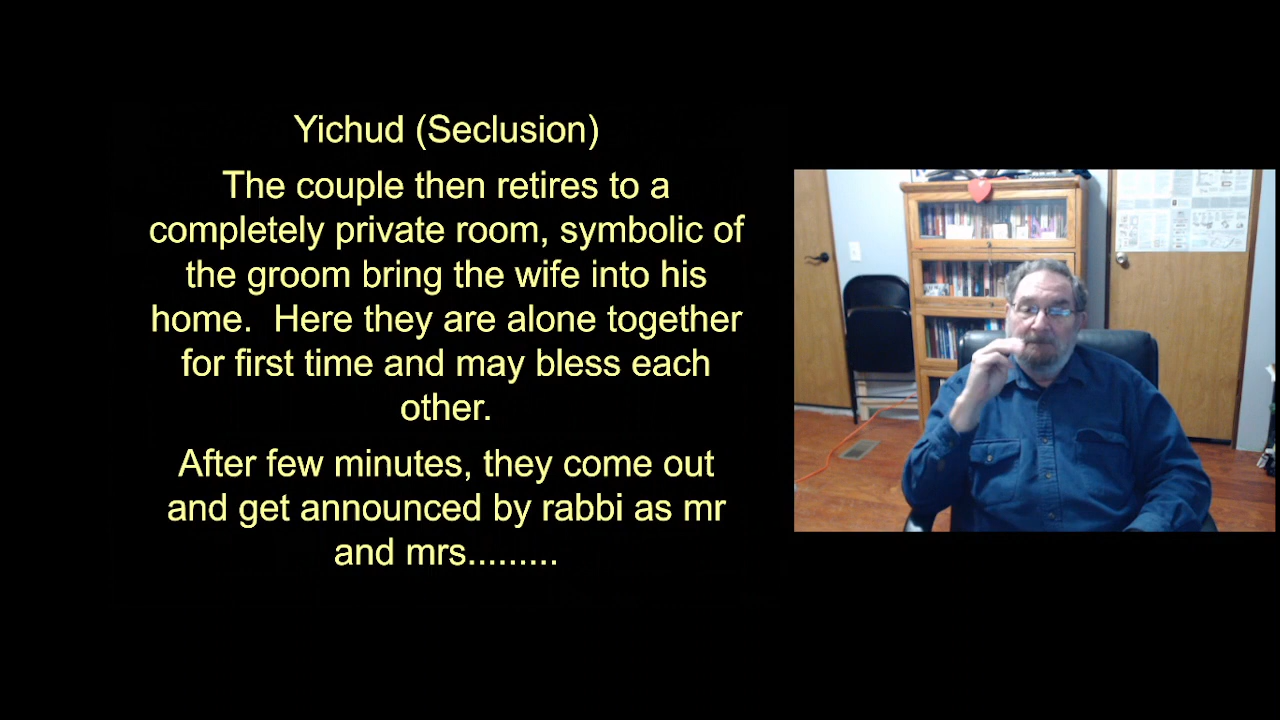 Yichud (Seclusion)
The couple then retires to a
completely private room, symbolic of
the groom bring the wife into his
home.  Here they are alone together
for first time and may bless each
other.
After few minutes, they come out
and get announced by rabbi as mr
and mrs.........